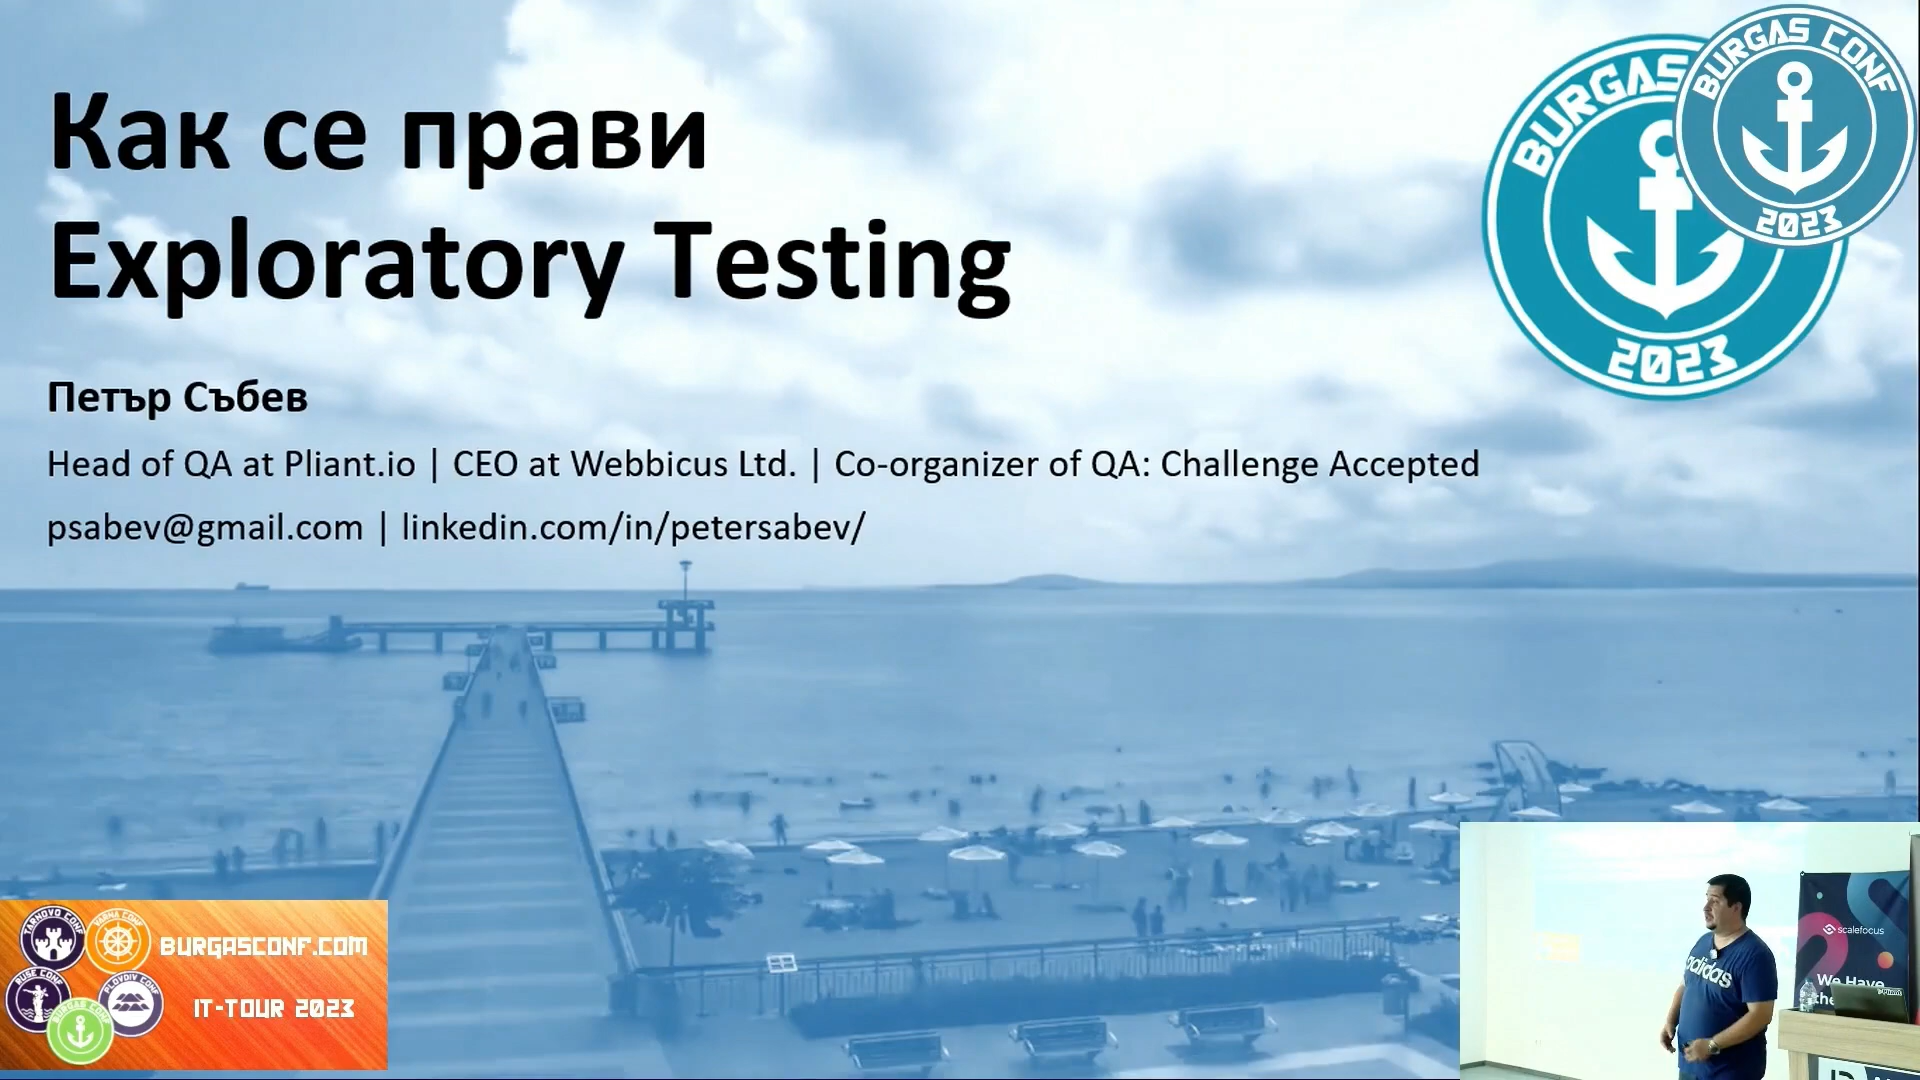 Как се прави
Exploratory Testing
Петър Събев
Head of QA at Pliant.io | CEO at Webbicus Ltd. | Co-organizer of QA: Challenge Accepted
psabev@gmail.com | linkedin.com/in/petersabev/
BURGAS
2023
BURGAS CONF
2023
TARNOVO CONF
VARNA CONF
RUSE CONF
PLOVDIV CONF
BURGAS CONF
BURGASCONF.COM
IT-TOUR 2023
adidas
scalefocus
We Have
the
Pliant